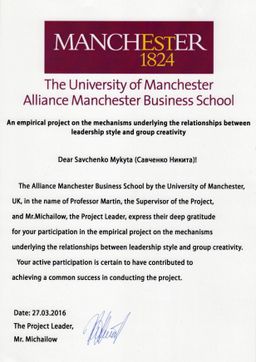 MANCHESTER
1824
The University of Manchester
Alliance Manchester Business School
An empirical project on the mechanisms underlying the relationships between
leadership style and group creativity
Dear Savchenko Mykyta (Савченко Никита)!
The Alliance Manchester Business School by the University of Manchester,
UK, in the name of Professor Martin, the Supervisor of the Project,
and Mr.Michailow, the Project Leader, express their deep gratitude
for your participation in the empirical project on the mechanisms
underlying the relationships between leadership style and group creativity.
Your active participation is certain to have contributed to
achieving a common success in conducting the project.
Date: 27.03.2016
The Project Leader,
Mr. Michailow